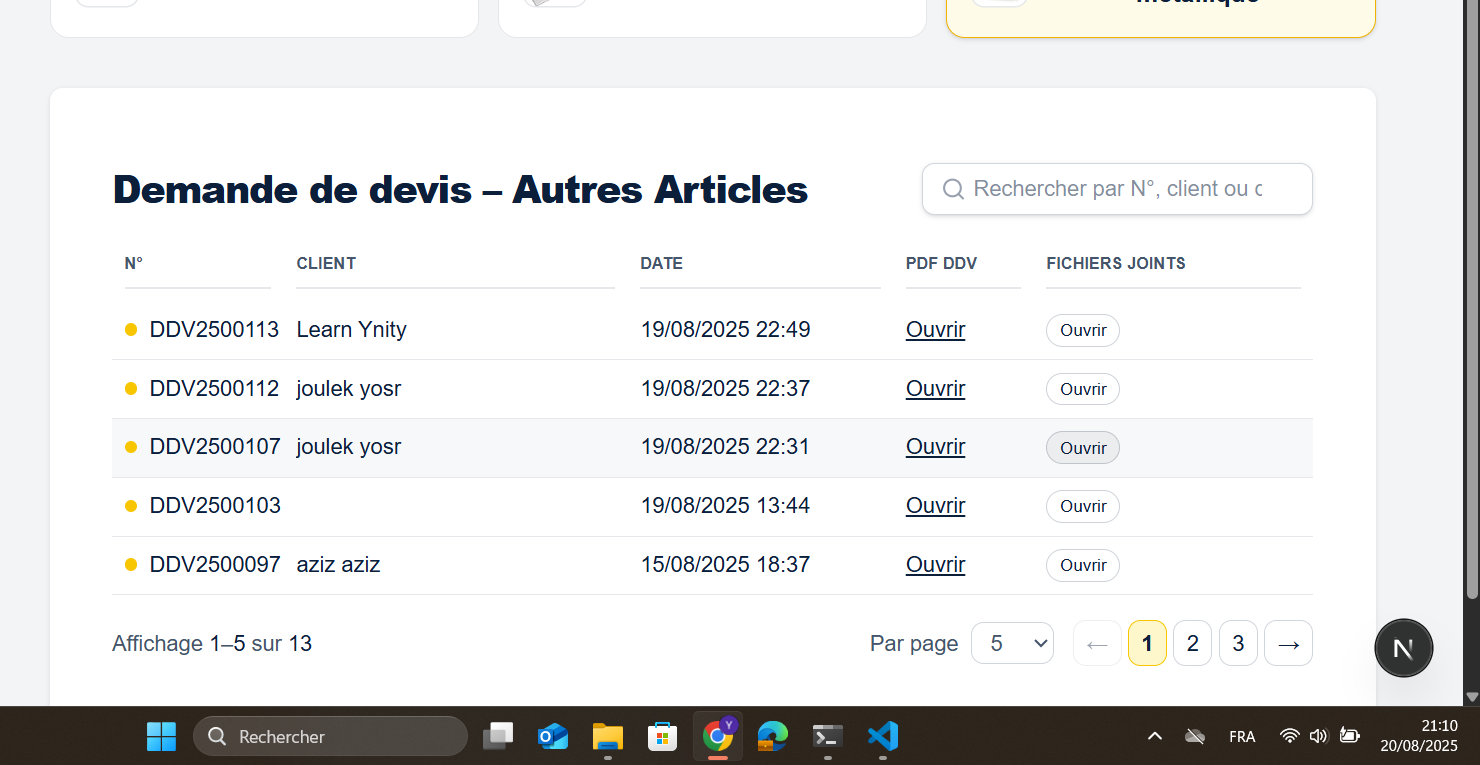 métallique
Demande de devis – Autres Articles
Rechercher par N°, client ou c
N° CLIENT DATE PDF DDV FICHIERS JOINTS
DDV2500113 Learn Ynity 19/08/2025 22:49 Ouvrir Ouvrir
DDV2500112 joulek yosr 19/08/2025 22:37 Ouvrir Ouvrir
DDV2500107 joulek yosr 19/08/2025 22:31 Ouvrir Ouvrir
DDV2500103 19/08/2025 13:44 Ouvrir Ouvrir
DDV2500097 aziz aziz 15/08/2025 18:37 Ouvrir Ouvrir
Affichage 1–5 sur 13 Par page 5 ← 1 2 3 →
N
Rechercher Y FRA 21:10
20/08/2025